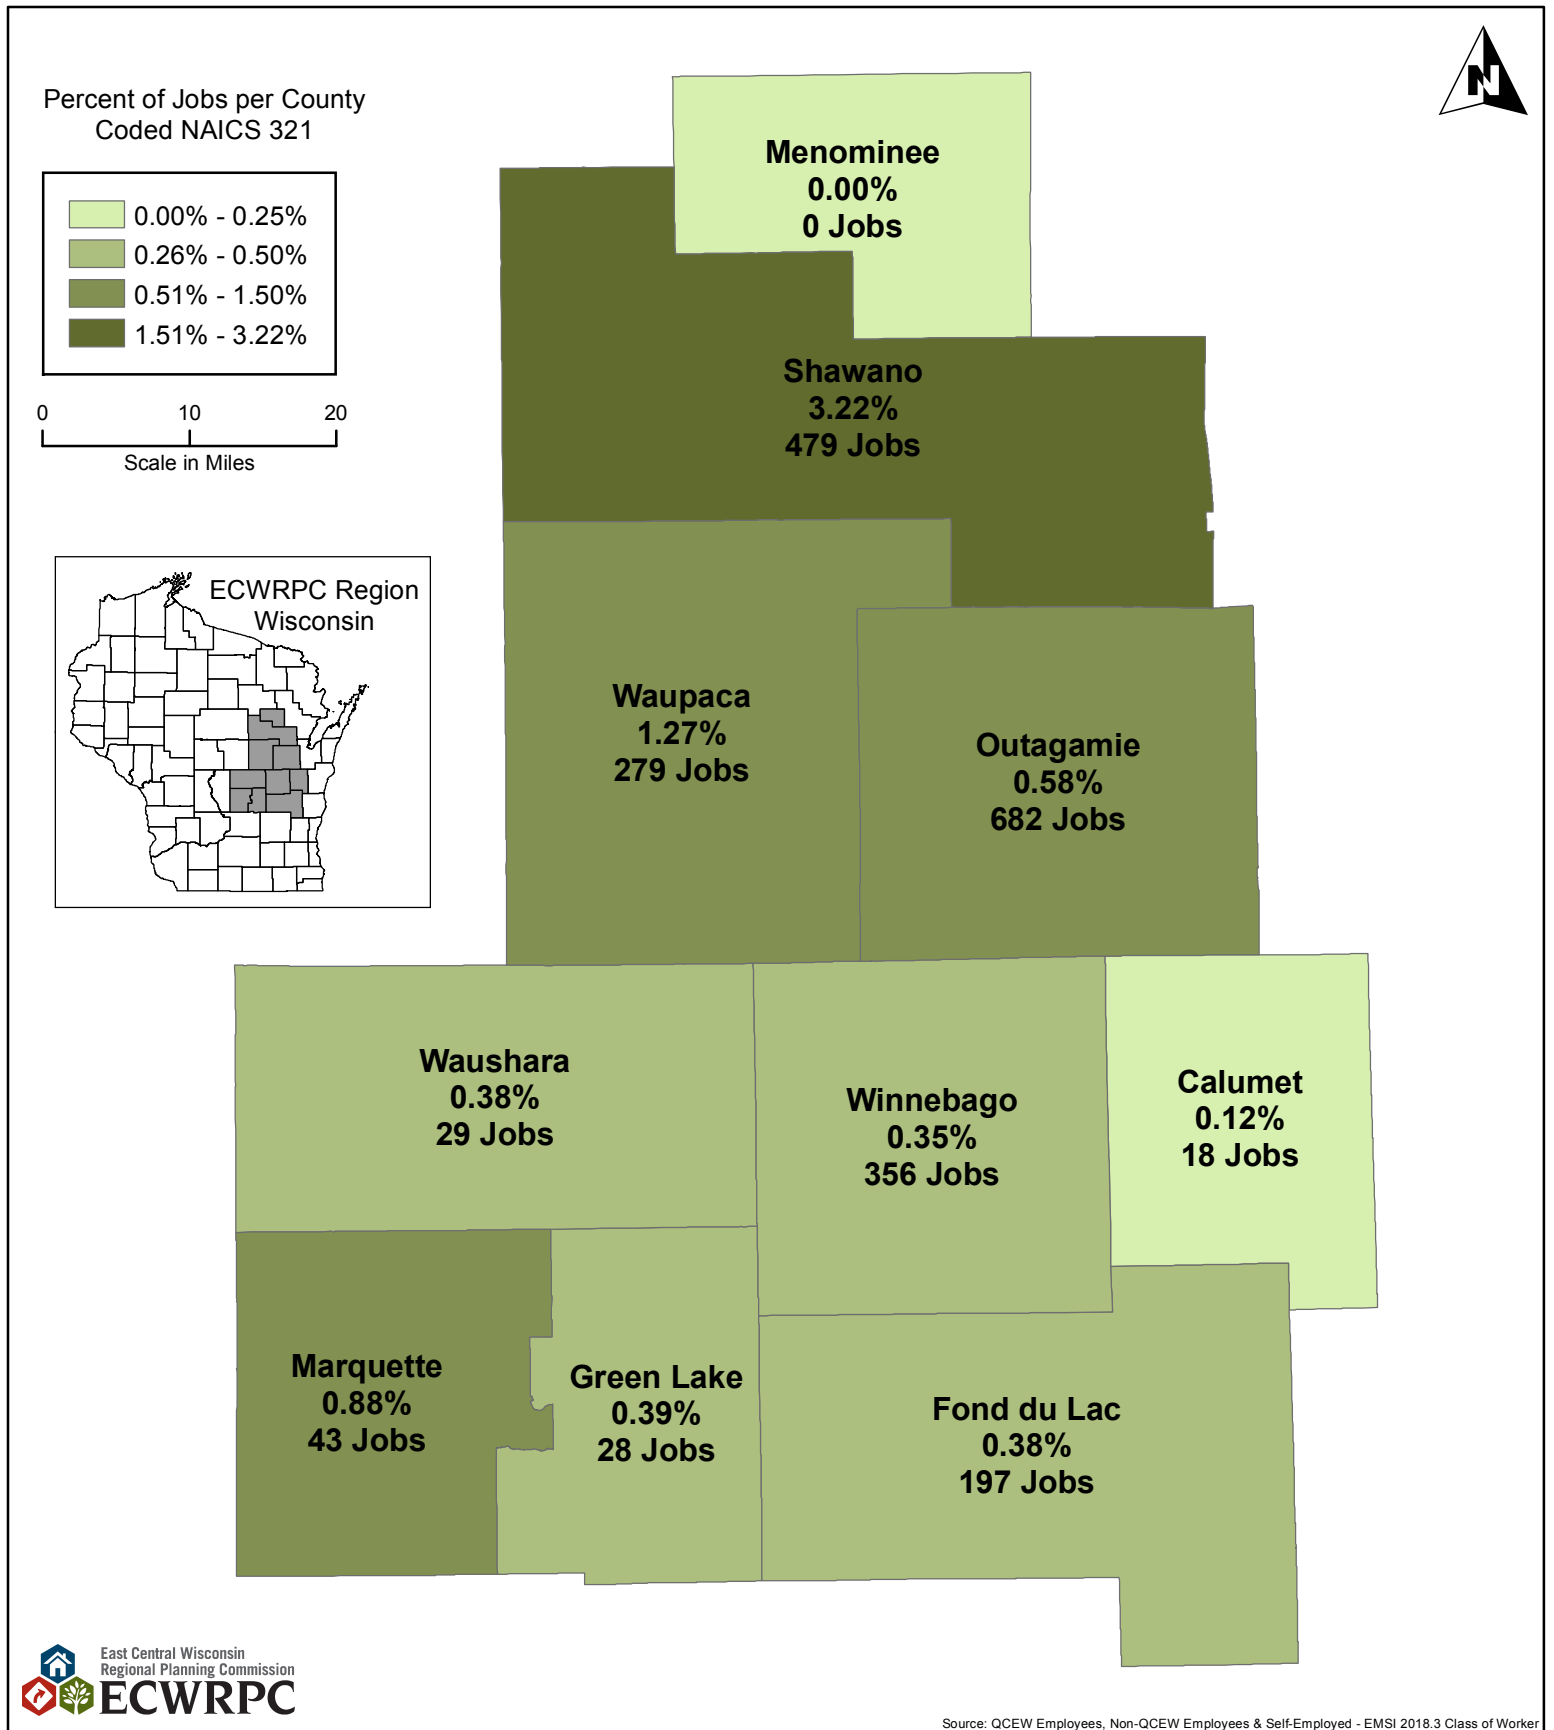 N
Percent of Jobs per County
Coded NAICS 321
0.00% - 0.25%
0.26% - 0.50%
0.51% - 1.50%
1.51% - 3.22%
0 10 20
Scale in Miles
ECWRPC Region
Wisconsin
Menominee
0.00%
0 Jobs
Shawano
3.22%
479 Jobs
Waupaca
1.27%
279 Jobs
Outagamie
0.58%
682 Jobs
Waushara
0.38%
29 Jobs
Winnebago
0.35%
356 Jobs
Calumet
0.12%
18 Jobs
Marquette
0.88%
43 Jobs
Green Lake
0.39%
28 Jobs
Fond du Lac
0.38%
197 Jobs
East Central Wisconsin
Regional Planning Commission
ECWRPC
Source: QCEW Employees, Non-QCEW Employees & Self-Employed - EMSI 2018.3 Class of Worker